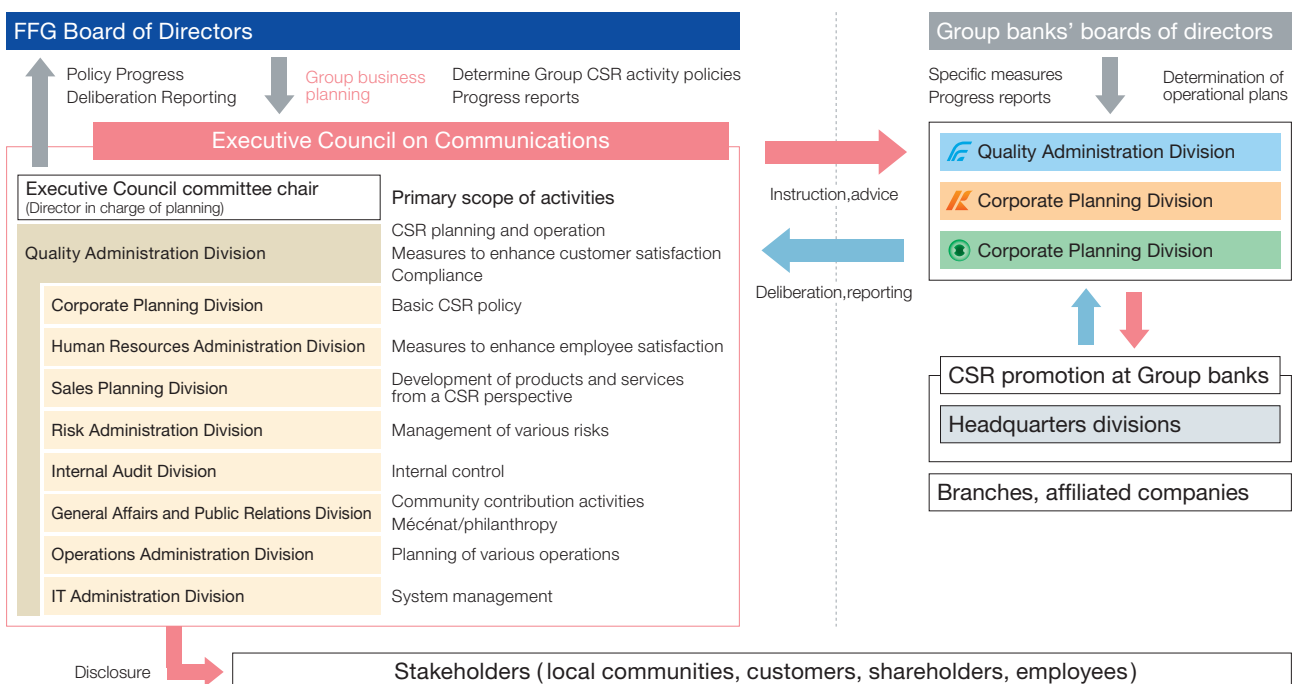 FFG Board of Directors
Policy Progress
Deliberation Reporting
Group business
planning
Determine Group CSR activity policies
Progress reports
Executive Council on Communications
Executive Council committee chair
(Director in charge of planning)
Primary scope of activities
Quality Administration Division
CSR planning and operation
Measures to enhance customer satisfaction
Compliance
Corporate Planning Division
Basic CSR policy
Human Resources Administration Division
Measures to enhance employee satisfaction
Sales Planning Division
Development of products and services
from a CSR perspective
Risk Administration Division
Management of various risks
Internal Audit Division
Internal control
General Affairs and Public Relations Division
Community contribution activities
Mécénat/philanthropy
Operations Administration Division
Planning of various operations
IT Administration Division
System management
Instruction,advice
Deliberation,reporting
Group banks' boards of directors
Specific measures
Progress reports
Determination of
operational plans
Quality Administration Division
Corporate Planning Division
Corporate Planning Division
CSR promotion at Group banks
Headquarters divisions
Branches, affiliated companies
Disclosure
Stakeholders (local communities, customers, shareholders, employees)